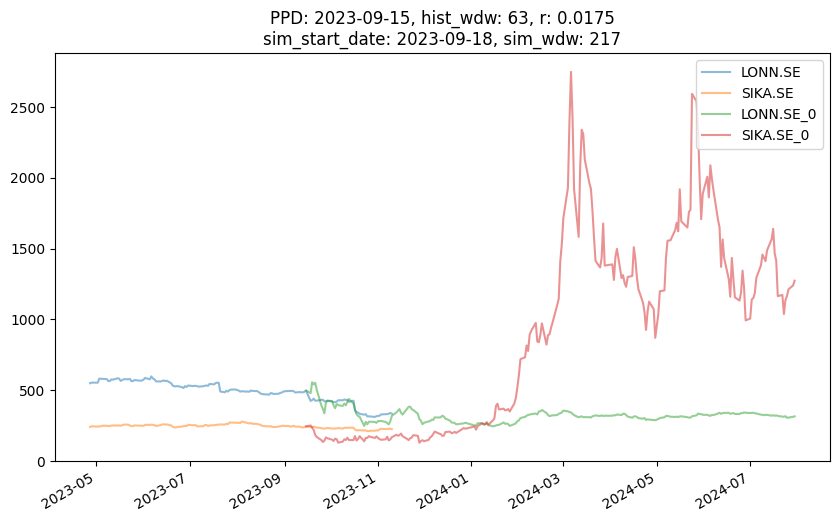 PPD: 2023-09-15, hist_wdw: 63, r: 0.0175
sim_start_date: 2023-09-18, sim_wdw: 217
LONN.SE
SIKA.SE
LONN.SE_0
SIKA.SE_0
2500
2000
1500
1000
500
0
2023-05
2023-07
2023-09
2023-11
2024-01
2024-03
2024-05
2024-07